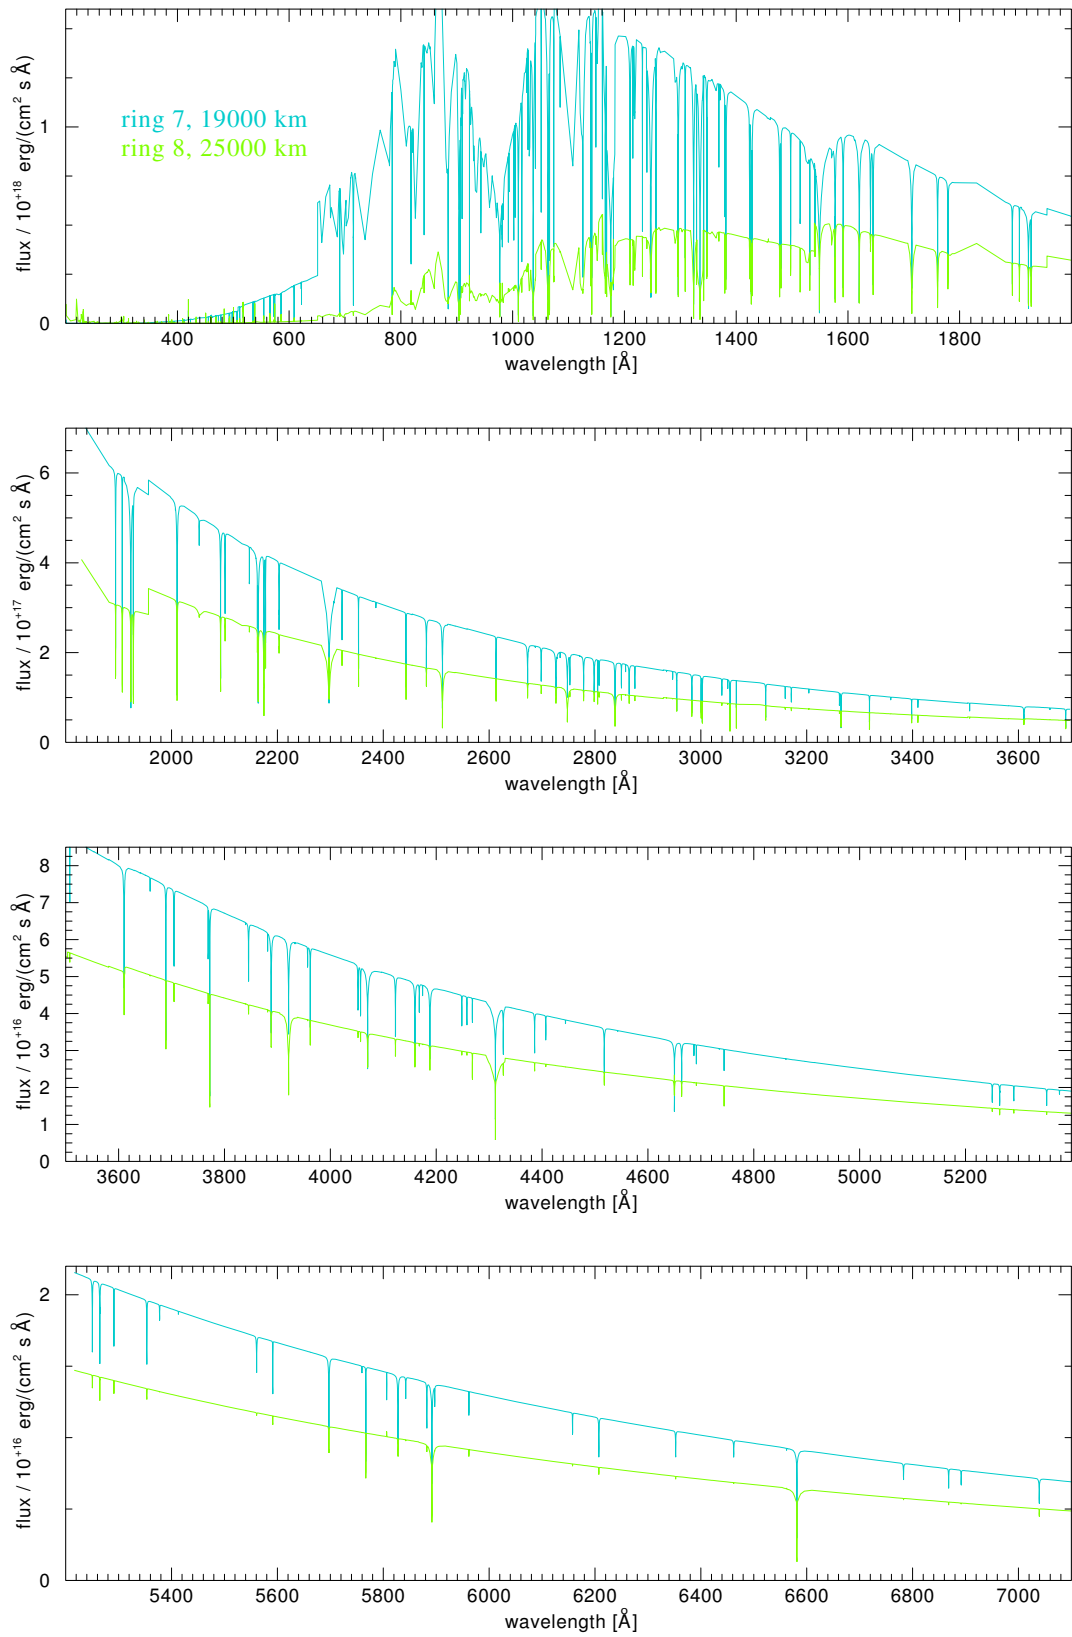 flux / 10⁺¹⁸ erg/(cm² s Å)
1
0
ring 7, 19000 km
ring 8, 25000 km
400 600 800 1000 1200 1400 1600 1800
wavelength [Å]
flux / 10⁺¹⁷ erg/(cm² s Å)
6
4
2
0
2000 2200 2400 2600 2800 3000 3200 3400 3600
wavelength [Å]
flux / 10⁺¹⁶ erg/(cm² s Å)
8
7
6
5
4
3
2
1
0
3600 3800 4000 4200 4400 4600 4800 5000 5200
wavelength [Å]
flux / 10⁺¹⁶ erg/(cm² s Å)
2
0
5400 5600 5800 6000 6200 6400 6600 6800 7000
wavelength [Å]